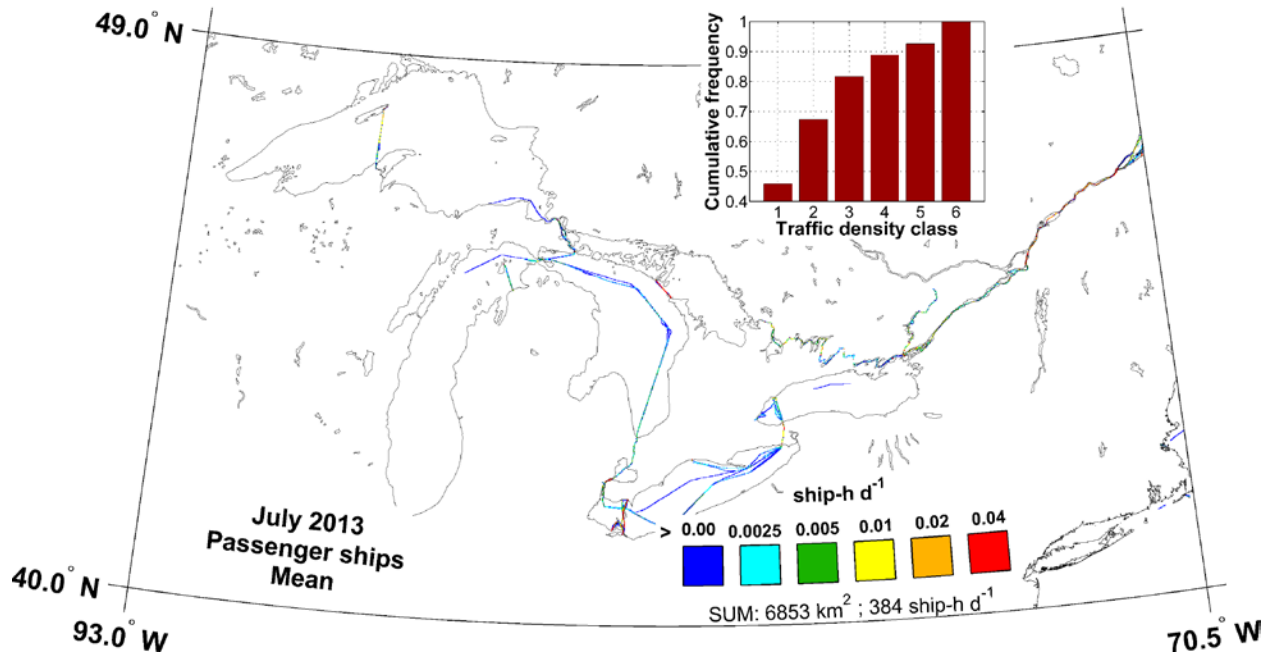 49.0° N
1
0.9
0.8
0.7
0.6
0.5
0.4
Cumulative frequency
1 2 3 4 5 6
Traffic density class
July 2013
Passenger ships
Mean
ship-h d⁻¹
> 0.00 0.0025 0.005 0.01 0.02 0.04
SUM: 6853 km² ; 384 ship-h d⁻¹
40.0° N
93.0° W
70.5° W